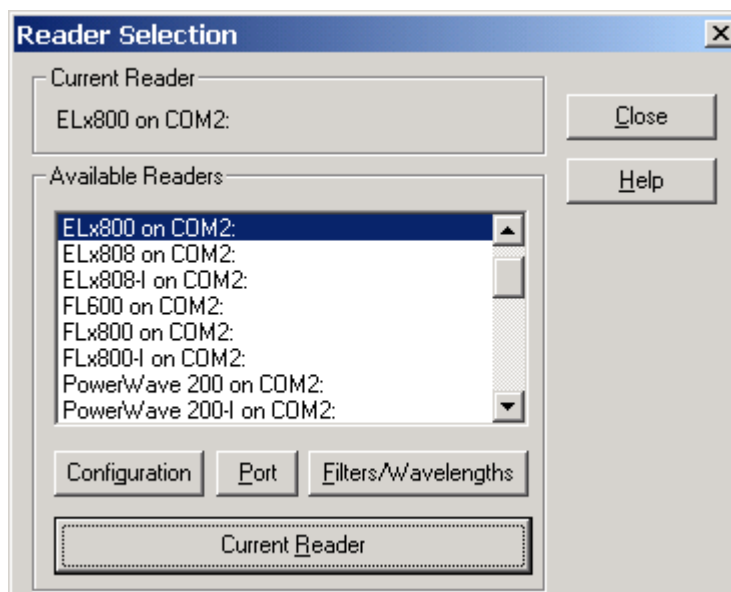 Reader Selection
Current Reader
ELx800 on COM2:
Close
Help
Available Readers
ELx800 on COM2:
ELx808 on COM2:
ELx808-I on COM2:
FL600 on COM2:
FLx800 on COM2:
FLx800-I on COM2:
PowerWave 200 on COM2:
PowerWave 200-I on COM2:
Configuration Port Filters/Wavelengths
Current Reader